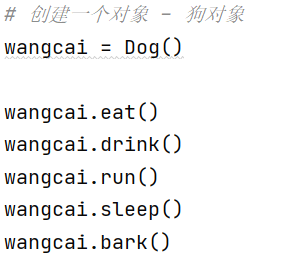 # 创建一个对象 - 狗对象
wangcai = Dog()
wangcai.eat()
wangcai.drink()
wangcai.run()
wangcai.sleep()
wangcai.bark()